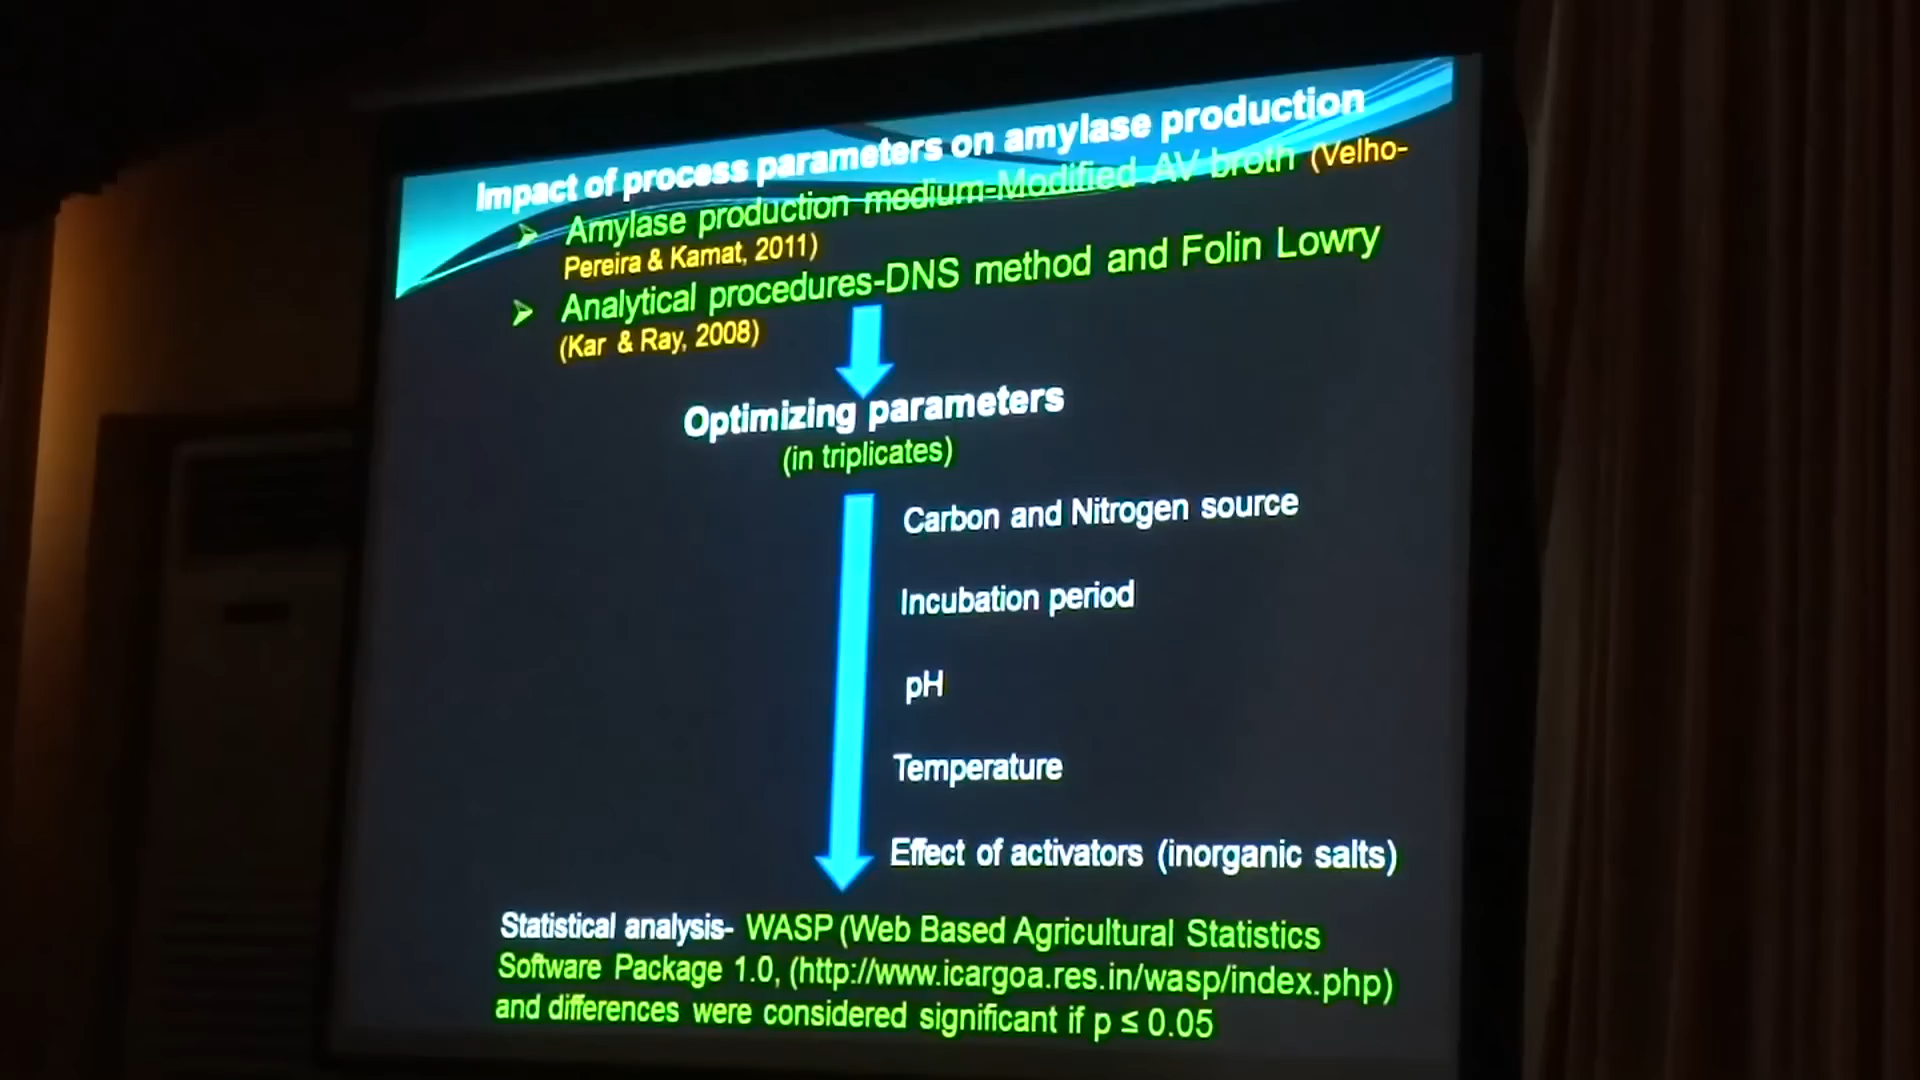 Impact of process parameters on amylase production
Amylase production medium-Modified AV broth (Velho-
Pereira & Kamat, 2011)
Analytical procedures-DNS method and Folin Lowry
(Kar & Ray, 2008)
Optimizing parameters
(in triplicates)
Carbon and Nitrogen source
Incubation period
pH
Temperature
Effect of activators (inorganic salts)
Statistical analysis- WASP (Web Based Agricultural Statistics
Software Package 1.0, (http://www.icargoa.res.in/wasp/index.php)
and differences were considered significant if p ≤ 0.05